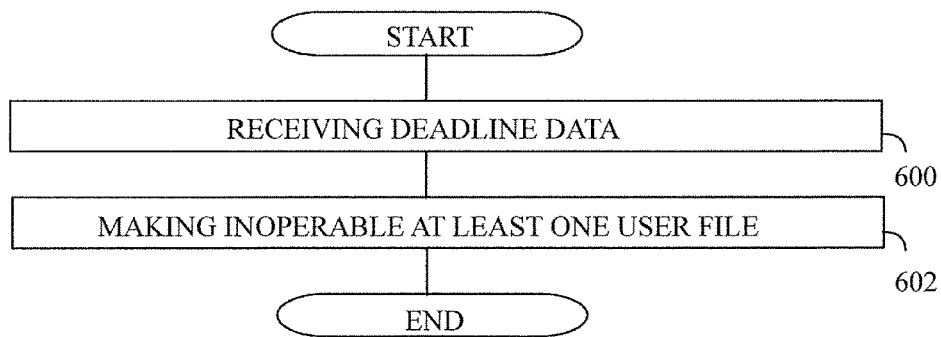 START
RECEIVING DEADLINE DATA
600
MAKING INOPERABLE AT LEAST ONE USER FILE
602
END